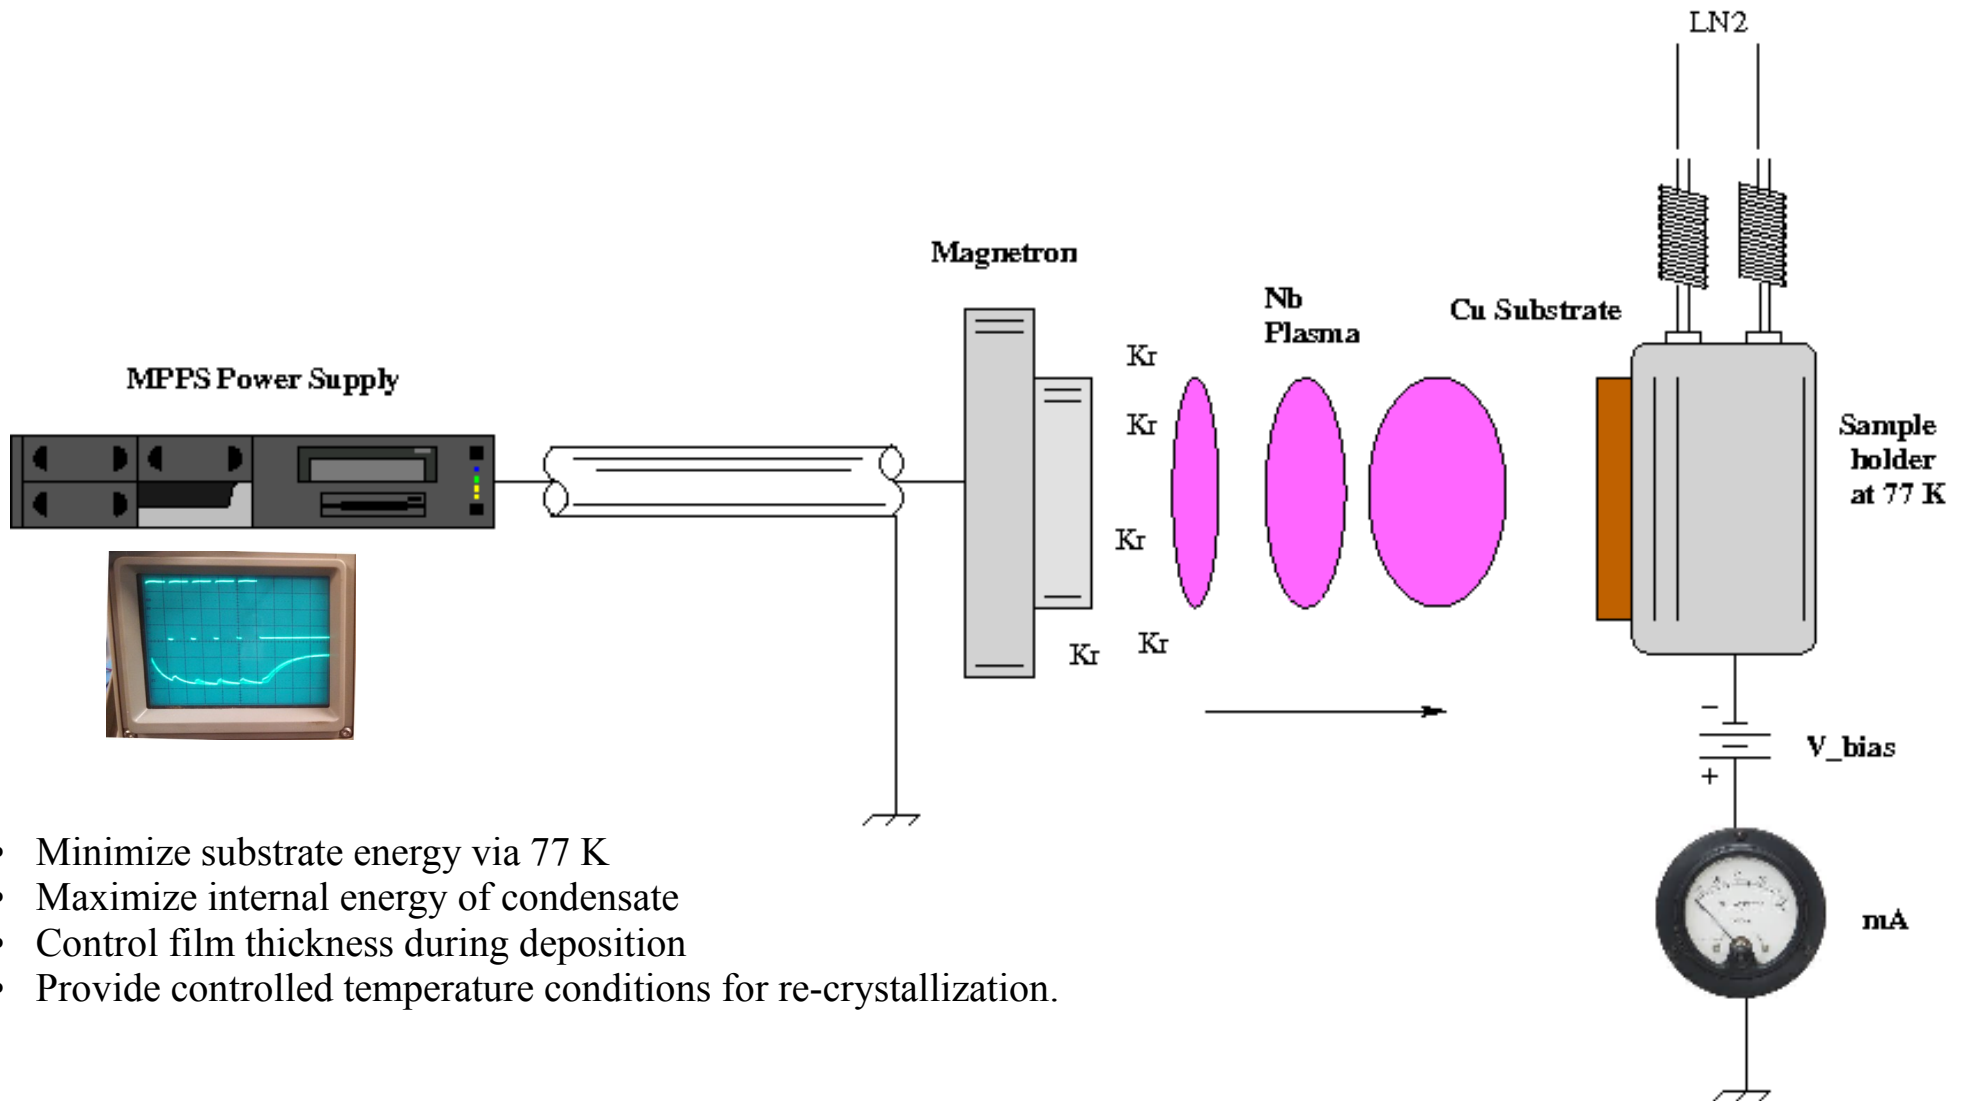 LN2
Magnetron
Nb
Plasma
Cu Substrate
MPPS Power Supply
Kr
Kr
Kr
Kr
Kr
Sample
holder
at 77 K
−
V_bias
+
mA
• Minimize substrate energy via 77 K
• Maximize internal energy of condensate
• Control film thickness during deposition
• Provide controlled temperature conditions for re-crystallization.